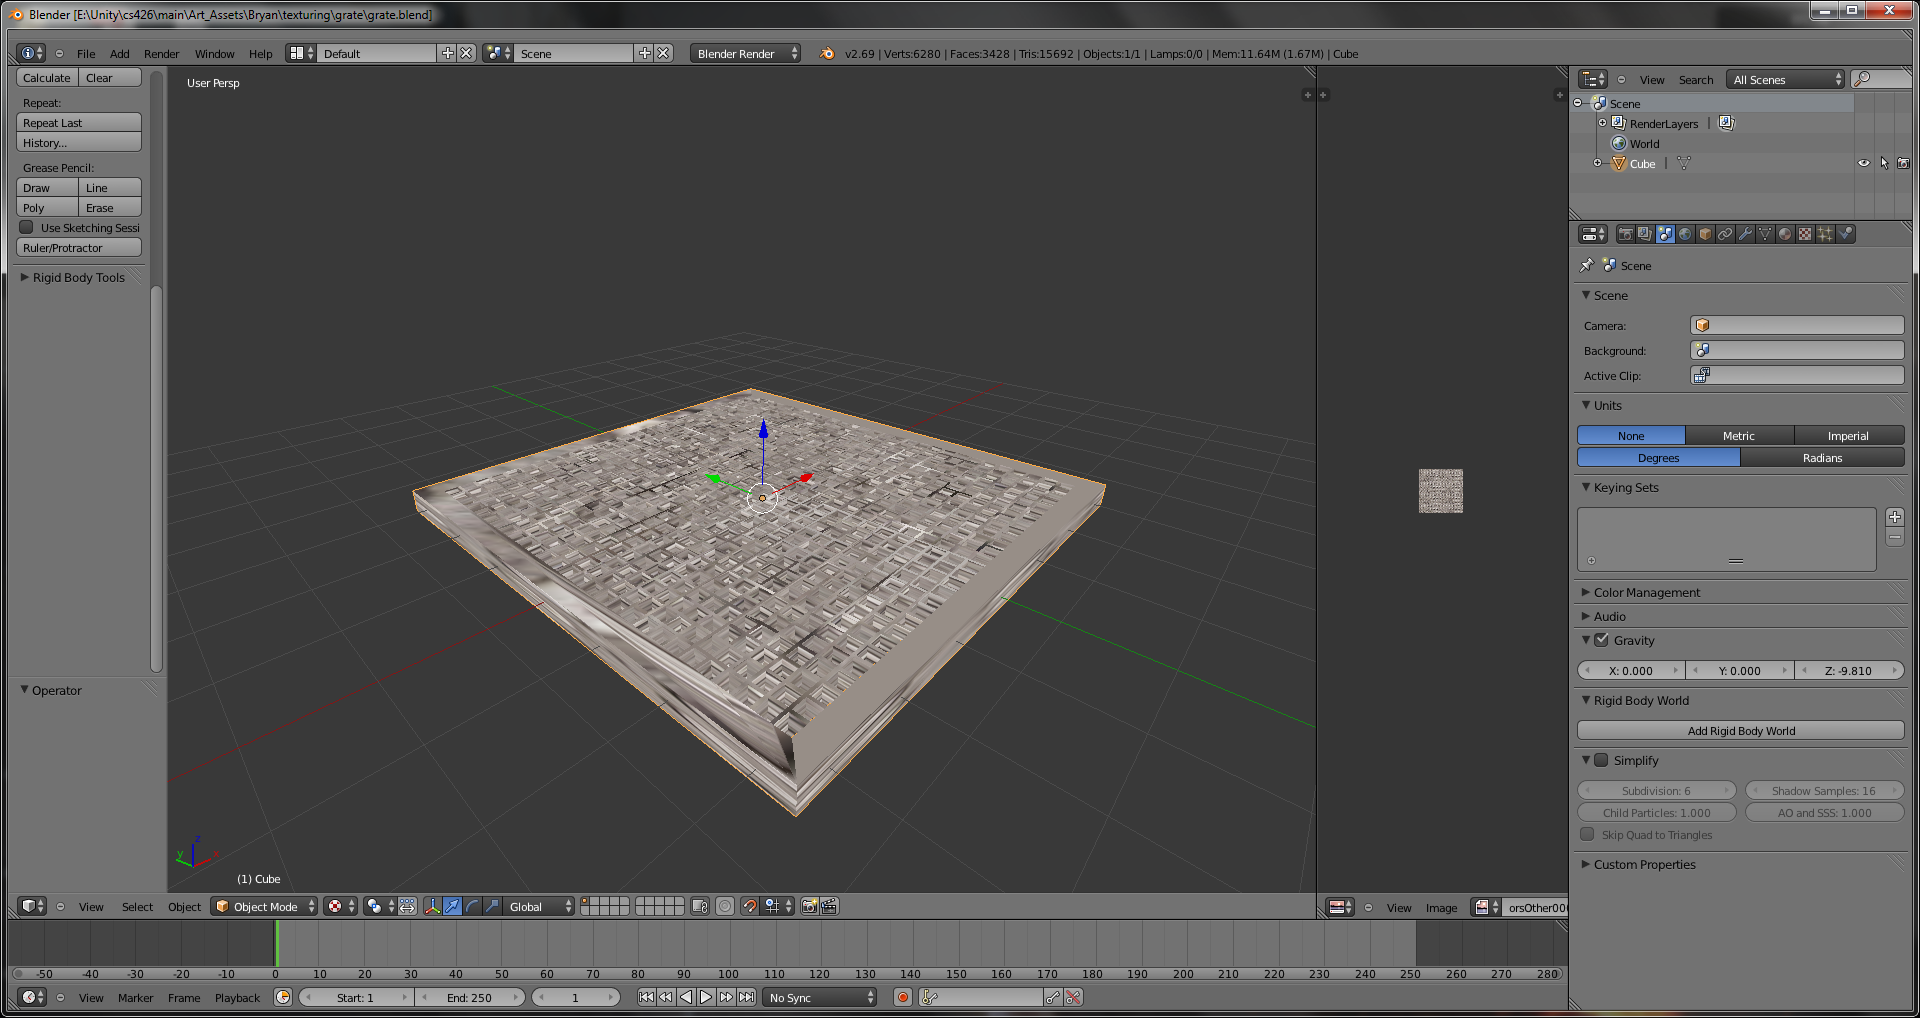 Blender [E:\Unity\cs426\main\Art_Assets\Bryan\texturing\grate\grate.blend]
File Add Render Window Help Default Scene Blender Render v2.69 | Verts:6280 | Faces:3428 | Tris:15692 | Objects:1/1 | Lamps:0/0 | Mem:11.64M (1.67M) | Cube
Calculate Clear
Repeat:
Repeat Last
History...
Grease Pencil:
Draw Line
Poly Erase
Use Sketching Sessi
Ruler/Protractor
Rigid Body Tools
Operator
User Persp
z
y
x
(1) Cube
View Select Object Object Mode Global
View Image orsOther00
View Search All Scenes
Scene
RenderLayers |
World
Cube |
Scene
Scene
Camera:
Background:
Active Clip:
Units
None Metric Imperial
Degrees Radians
Keying Sets
Color Management
Audio
Gravity
X: 0.000 Y: 0.000 Z: -9.810
Rigid Body World
Add Rigid Body World
Simplify
Subdivision: 6 Shadow Samples: 16
Child Particles: 1.000 AO and SSS: 1.000
Skip Quad to Triangles
Custom Properties
-50 -40 -30 -20 -10 0 10 20 30 40 50 60 70 80 90 100 110 120 130 140 150 160 170 180 190 200 210 220 230 240 250 260 270 280
View Marker Frame Playback Start: 1 End: 250 1 No Sync